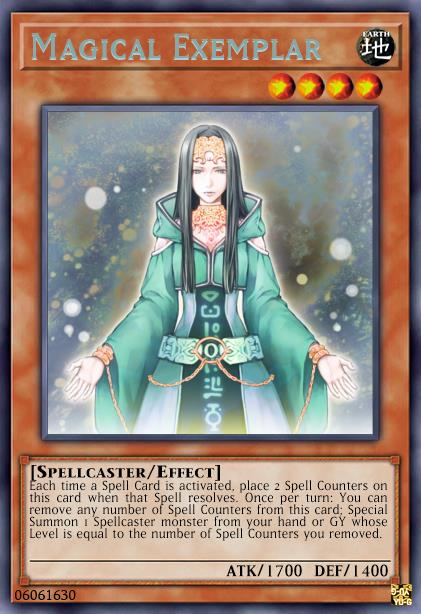 MAGICAL EXEMPLAR
EARTH
地
[SPELLCASTER/EFFECT]
Each time a Spell Card is activated, place 2 Spell Counters on
this card when that Spell resolves. Once per turn: You can
remove any number of Spell Counters from this card; Special
Summon 1 Spellcaster monster from your hand or GY whose
Level is equal to the number of Spell Counters you removed.
ATK/1700 DEF/1400
06061630